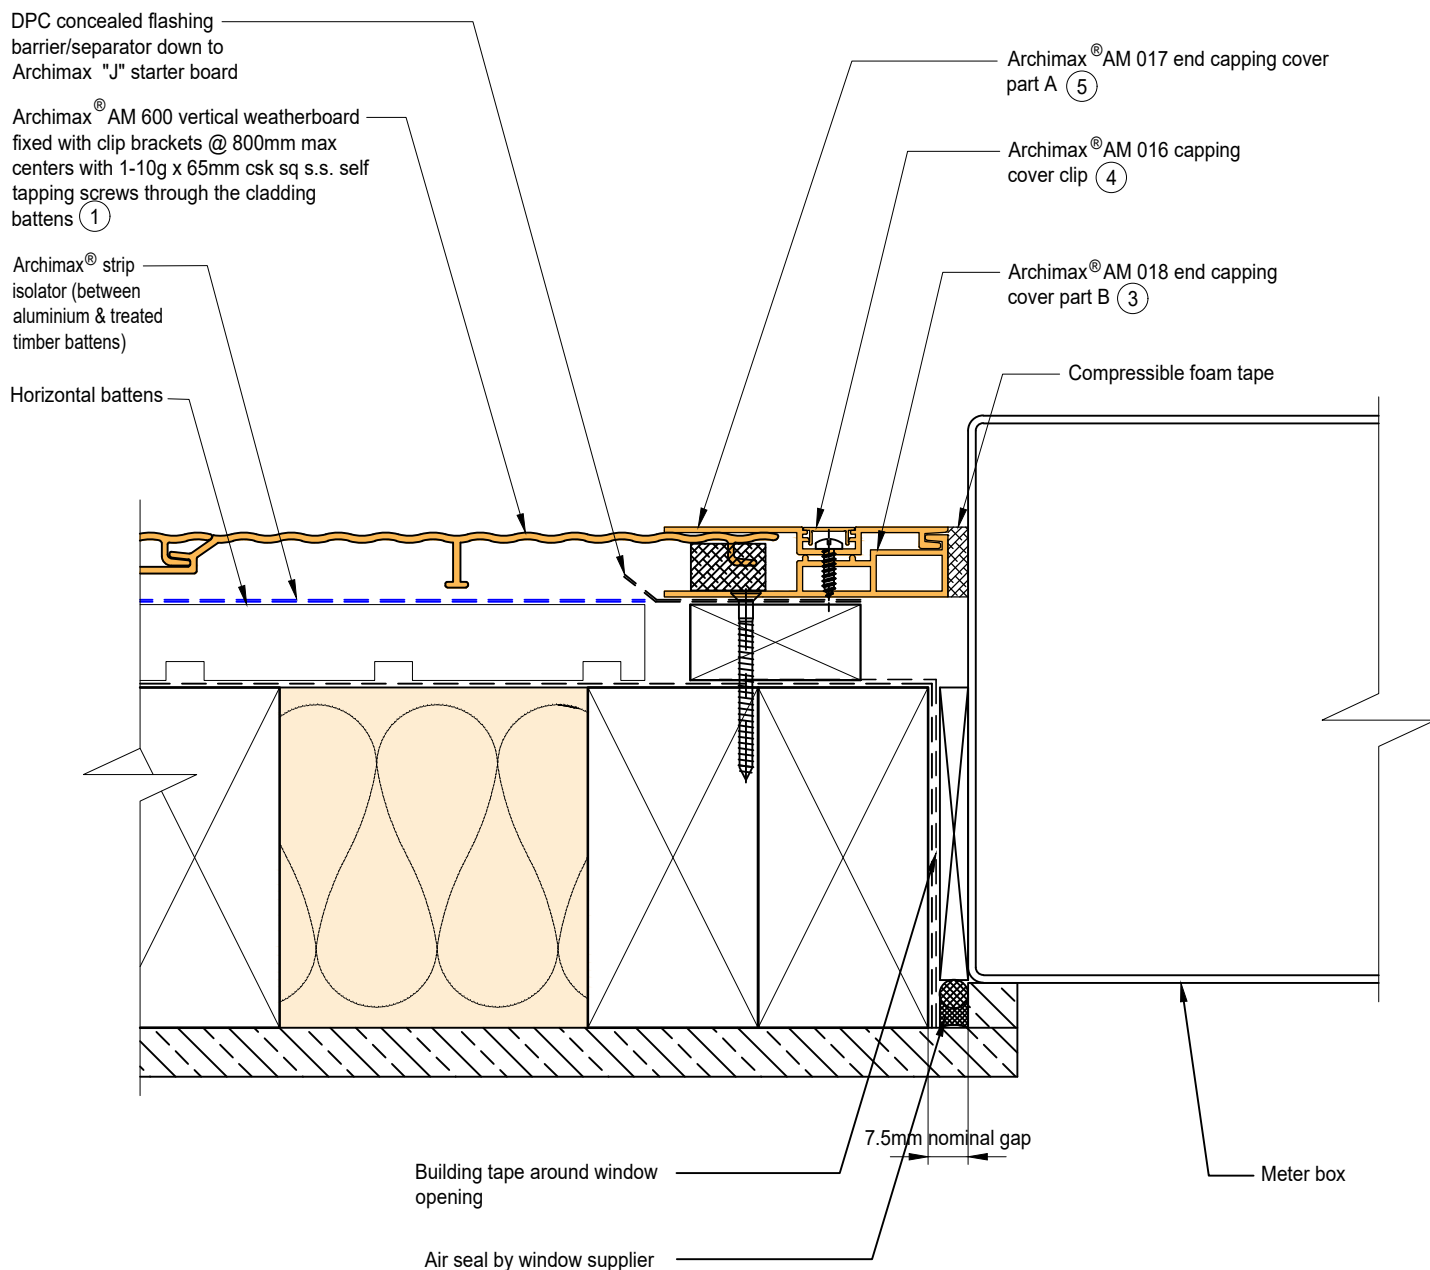 DPC concealed flashing
barrier/separator down to
Archimax "J" starter board
Archimax® AM 600 vertical weatherboard
fixed with clip brackets @ 800mm max
centers with 1-10g x 65mm csk sq s.s. self
tapping screws through the cladding
battens 1
Archimax® strip
isolator (between
aluminium & treated
timber battens)
Horizontal battens
Archimax® AM 017 end capping cover
part A 5
Archimax® AM 016 capping
cover clip 4
Archimax® AM 018 end capping
cover part B 3
Compressible foam tape
7.5mm nominal gap
Building tape around window
opening
Meter box
Air seal by window supplier